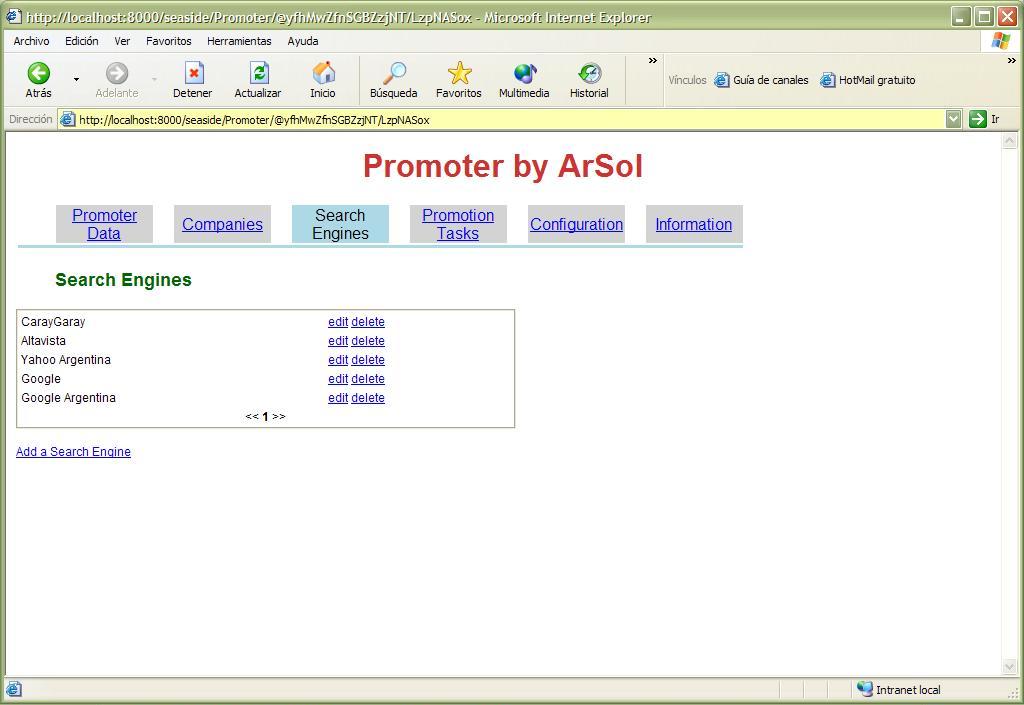 http://localhost:8000/seaside/Promoter/@yfhMwZfnSGBZzjNT/LzpNASox - Microsoft Internet Explorer
Archivo Edición Ver Favoritos Herramientas Ayuda
Atrás Adelante Detener Actualizar Inicio Búsqueda Favoritos Multimedia Historial » Vínculos Guía de canales HotMail gratuito »
Dirección http://localhost:8000/seaside/Promoter/@yfhMwZfnSGBZzjNT/LzpNASox Ir
Promoter by ArSol
Promoter Data
Companies
Search Engines
Promotion Tasks
Configuration
Information
Search Engines
CarayGaray edit delete
Altavista edit delete
Yahoo Argentina edit delete
Google edit delete
Google Argentina edit delete
<< 1 >>
Add a Search Engine
Intranet local